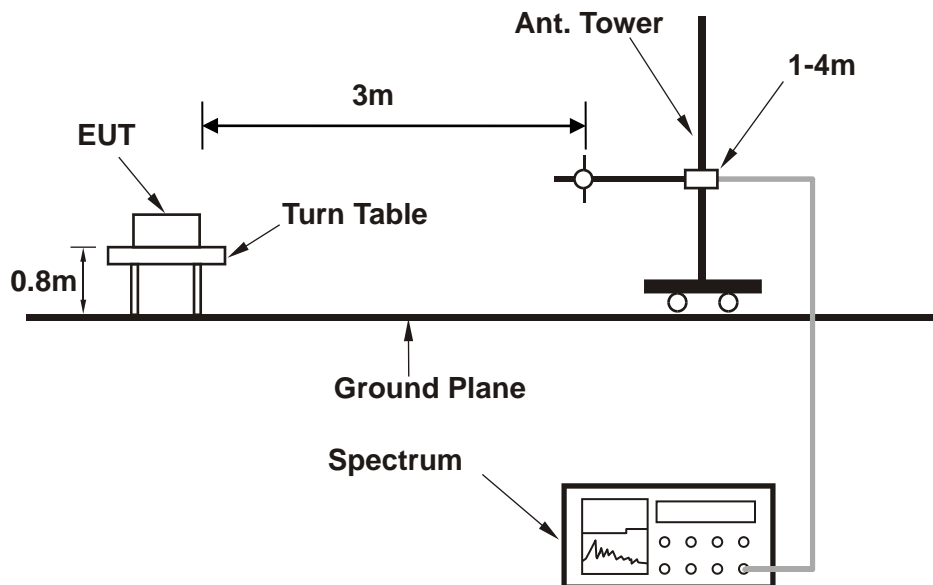 Ant. Tower
1-4m
3m
EUT
Turn Table
0.8m
Ground Plane
Spectrum